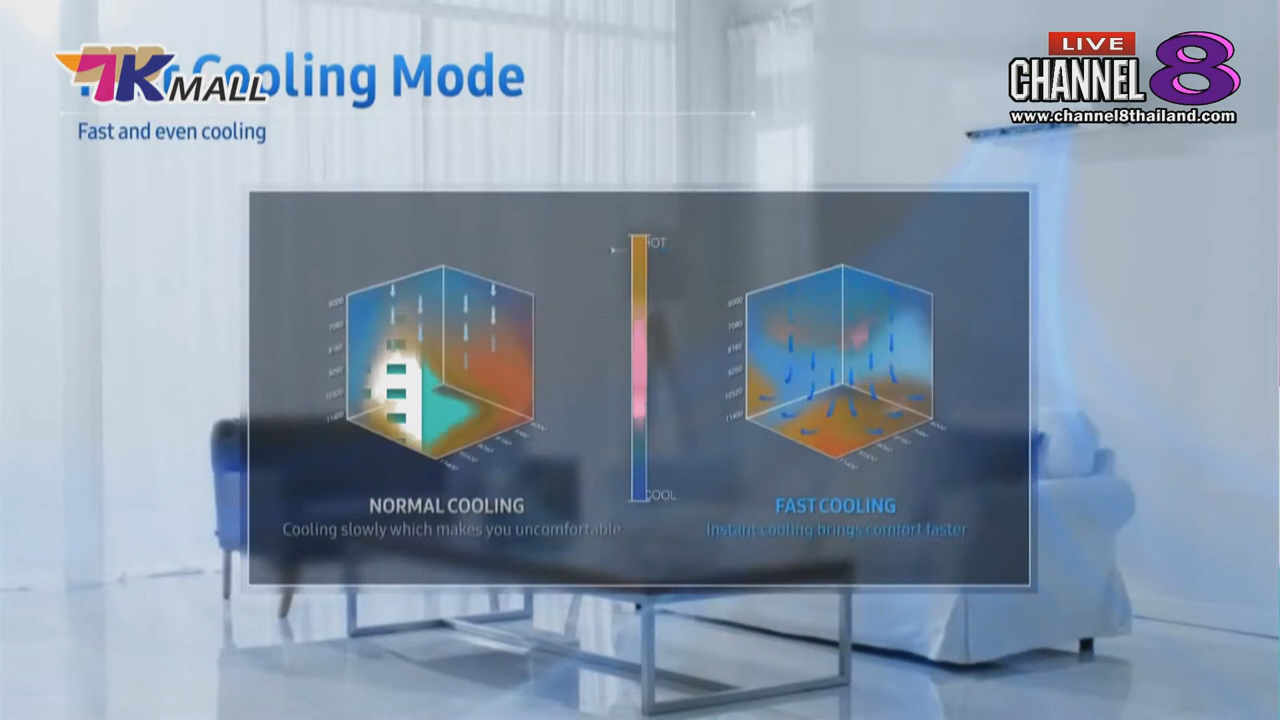 Cooling Mode
7K MALL
Fast and even cooling
LIVE
CHANNEL 8
www.channel8thailand.com
HOT
COOL
NORMAL COOLING
Cooling slowly which makes you uncomfortable
FAST COOLING
Instant cooling brings comfort faster